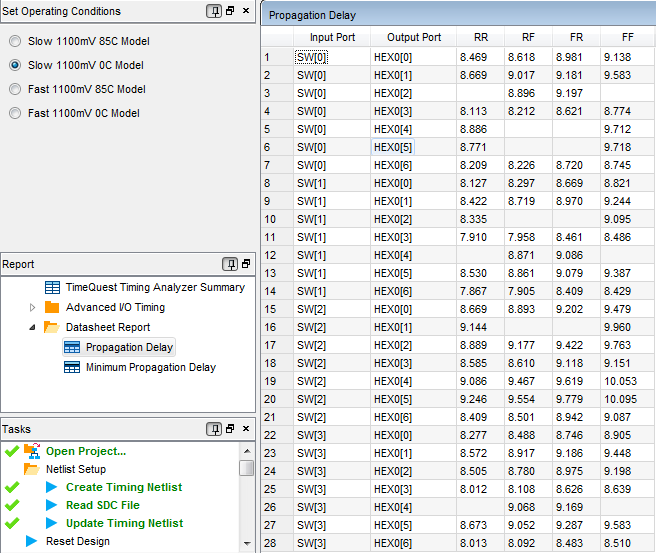 Set Operating Conditions
Slow 1100mV 85C Model
Slow 1100mV 0C Model
Fast 1100mV 85C Model
Fast 1100mV 0C Model
Report
TimeQuest Timing Analyzer Summary
Advanced I/O Timing
Datasheet Report
Propagation Delay
Minimum Propagation Delay
Tasks
Open Project...
Netlist Setup
Create Timing Netlist
Read SDC File
Update Timing Netlist
Reset Design
Propagation Delay
Input Port Output Port RR RF FR FF
1 SW[0] HEX0[0] 8.469 8.618 8.981 9.138
2 SW[0] HEX0[1] 8.669 9.017 9.181 9.583
3 SW[0] HEX0[2] 8.896 9.197
4 SW[0] HEX0[3] 8.113 8.212 8.621 8.774
5 SW[0] HEX0[4] 8.886 9.712
6 SW[0] HEX0[5] 8.771 9.718
7 SW[0] HEX0[6] 8.209 8.226 8.720 8.745
8 SW[1] HEX0[0] 8.127 8.297 8.669 8.821
9 SW[1] HEX0[1] 8.422 8.719 8.970 9.244
10 SW[1] HEX0[2] 8.335 9.095
11 SW[1] HEX0[3] 7.910 7.958 8.461 8.486
12 SW[1] HEX0[4] 8.871 9.086
13 SW[1] HEX0[5] 8.530 8.861 9.079 9.387
14 SW[1] HEX0[6] 7.867 7.905 8.409 8.429
15 SW[2] HEX0[0] 8.669 8.893 9.202 9.479
16 SW[2] HEX0[1] 9.144 9.960
17 SW[2] HEX0[2] 8.889 9.177 9.422 9.763
18 SW[2] HEX0[3] 8.585 8.610 9.118 9.151
19 SW[2] HEX0[4] 9.086 9.467 9.619 10.053
20 SW[2] HEX0[5] 9.246 9.554 9.779 10.095
21 SW[2] HEX0[6] 8.409 8.501 8.942 9.087
22 SW[3] HEX0[0] 8.277 8.488 8.746 8.905
23 SW[3] HEX0[1] 8.572 8.917 9.186 9.448
24 SW[3] HEX0[2] 8.505 8.780 8.975 9.198
25 SW[3] HEX0[3] 8.012 8.108 8.626 8.639
26 SW[3] HEX0[4] 9.068 9.169
27 SW[3] HEX0[5] 8.673 9.052 9.287 9.583
28 SW[3] HEX0[6] 8.013 8.092 8.483 8.510